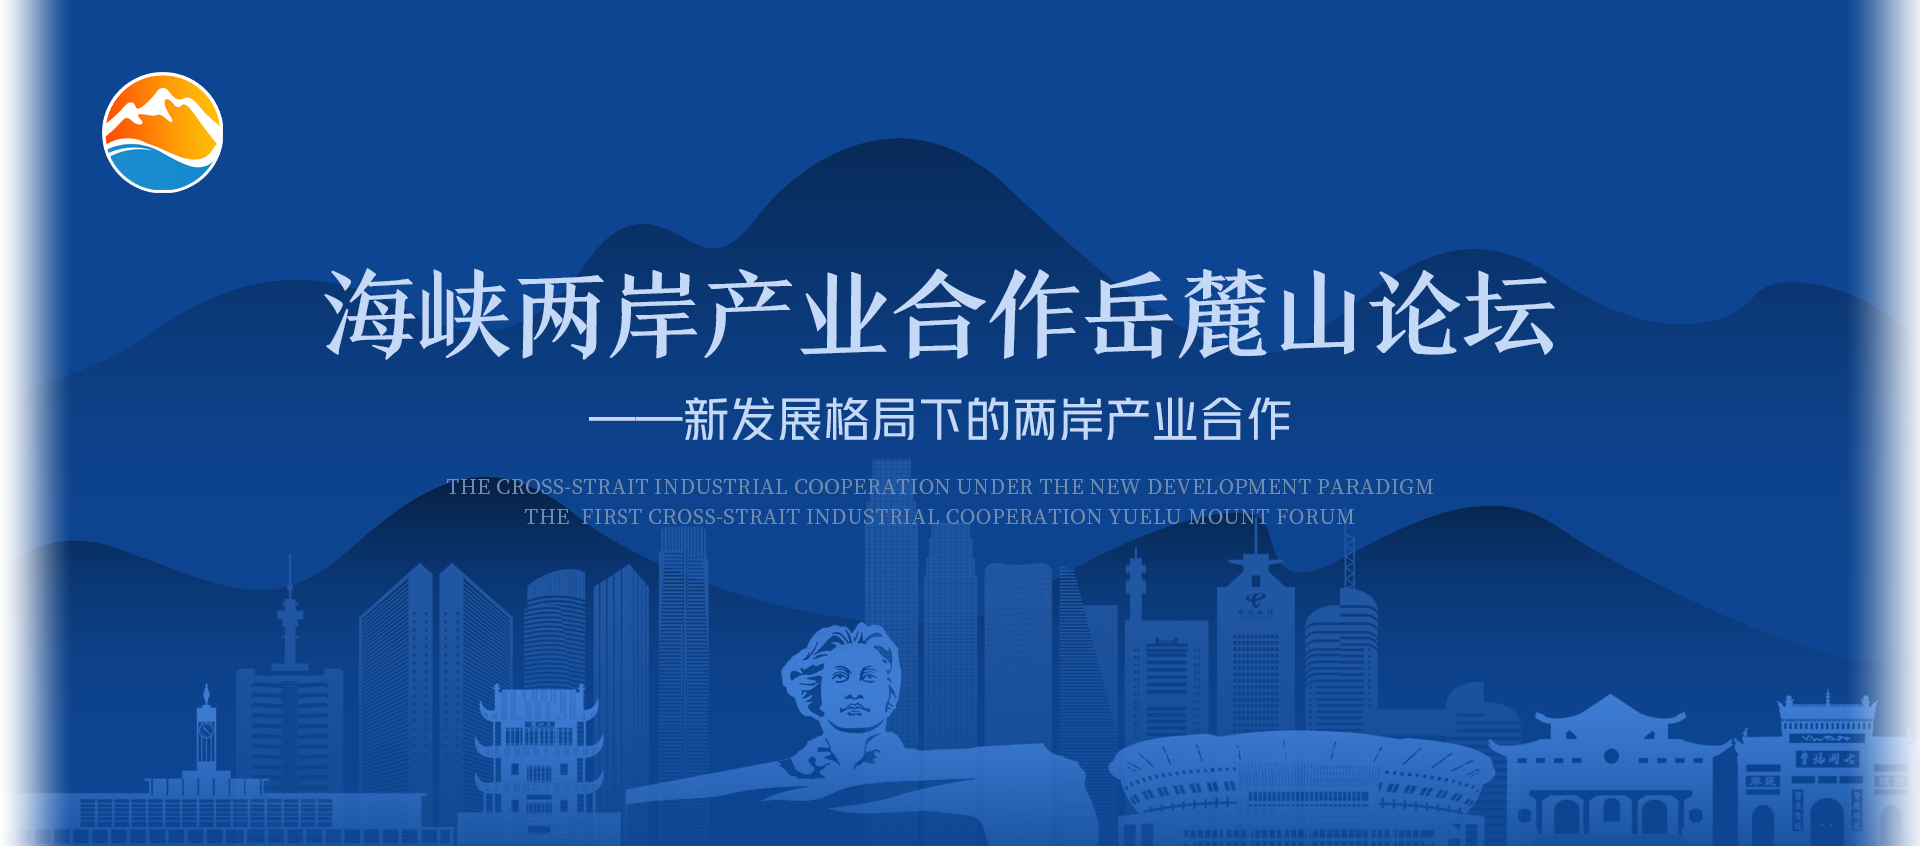 海峡两岸产业合作岳麓山论坛
——新发展格局下的两岸产业合作
THE CROSS-STRAIT INDUSTRIAL COOPERATION UNDER THE NEW DEVELOPMENT PARADIGM
THE FIRST CROSS-STRAIT INDUSTRIAL COOPERATION YUELU MOUNT FORUM